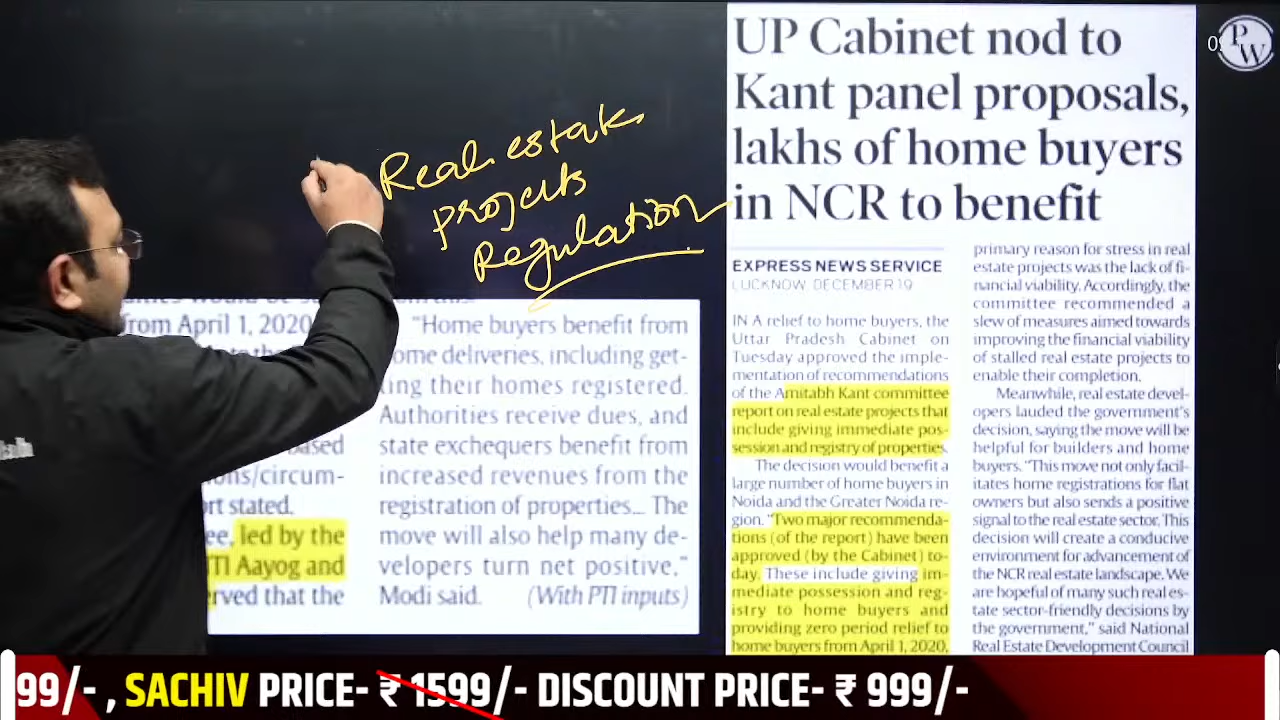 UP Cabinet nod to
Kant panel proposals,
lakhs of home buyers
in NCR to benefit
EXPRESS NEWS SERVICE
LUCKNOW DECEMBER 19
IN A relief to home buyers, the
Uttar Pradesh Cabinet on
Tuesday approved the imple-
mentation of recommendations
of the Amitabh Kant committee
report on real estate projects that
include giving immediate pos-
session and registry of properties.
The decision would benefit a
large number of home buyers in
Noida and the Greater Noida re-
gion. "Two major recommenda-
tions (of the report) have been
approved (by the Cabinet) to-
day. These include giving im-
mediate possession and reg-
istry to home buyers and
providing zero period relief to
home buyers from April 1, 2020,
primary reason for stress in real
estate projects was the lack of fi-
nancial viability. Accordingly, the
committee recommended a
slew of measures aimed towards
improving the financial viability
of stalled real estate projects to
enable their completion.
Meanwhile, real estate devel-
opers lauded the government's
decision, saying the move will be
helpful for builders and home
buyers. "This move not only facil-
itates home registrations for flat
owners but also sends a positive
signal to the real estate sector. This
decision will create a conducive
environment for advancement of
the NCR real estate landscape. We
are hopeful of many such real es-
tate sector-friendly decisions by
the government," said National
Real Estate Development Council
Real estate
projects
Regulation
from April 1, 2020
ns/circum-
rt stated.
ee, led by the
TI Aayog and
rved that the
"Home buyers benefit from
home deliveries, including get-
ting their homes registered.
Authorities receive dues, and
state exchequers benefit from
increased revenues from the
registration of properties... The
move will also help many de-
velopers turn net positive,"
Modi said. (With PTI inputs)
PW
99/- , SACHIV PRICE- ₹ 1599/- DISCOUNT PRICE- ₹ 999/-